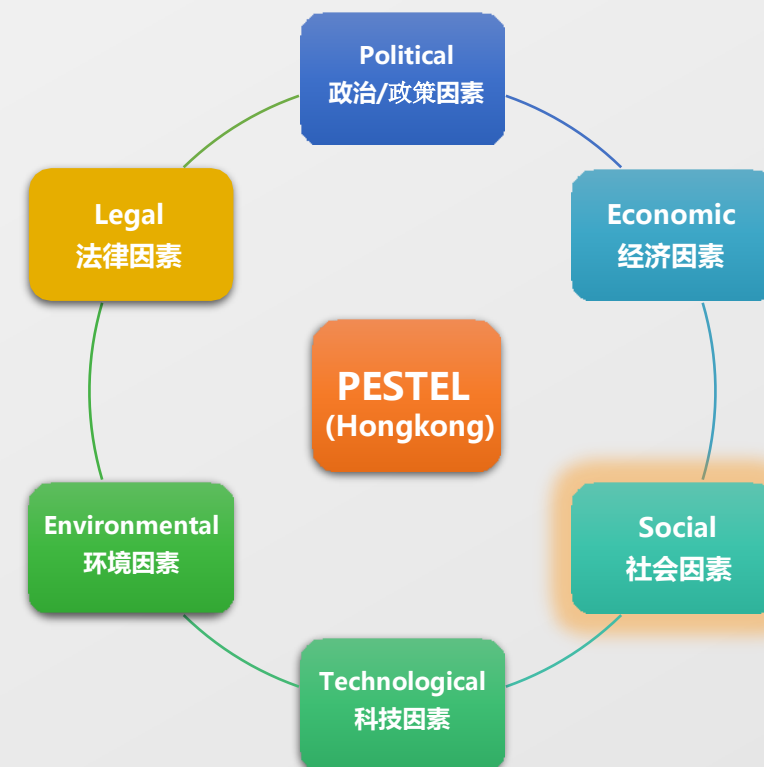 Political
政治/政策因素
Legal
法律因素
Economic
经济因素
PESTEL
(Hongkong)
Environmental
环境因素
Social
社会因素
Technological
科技因素